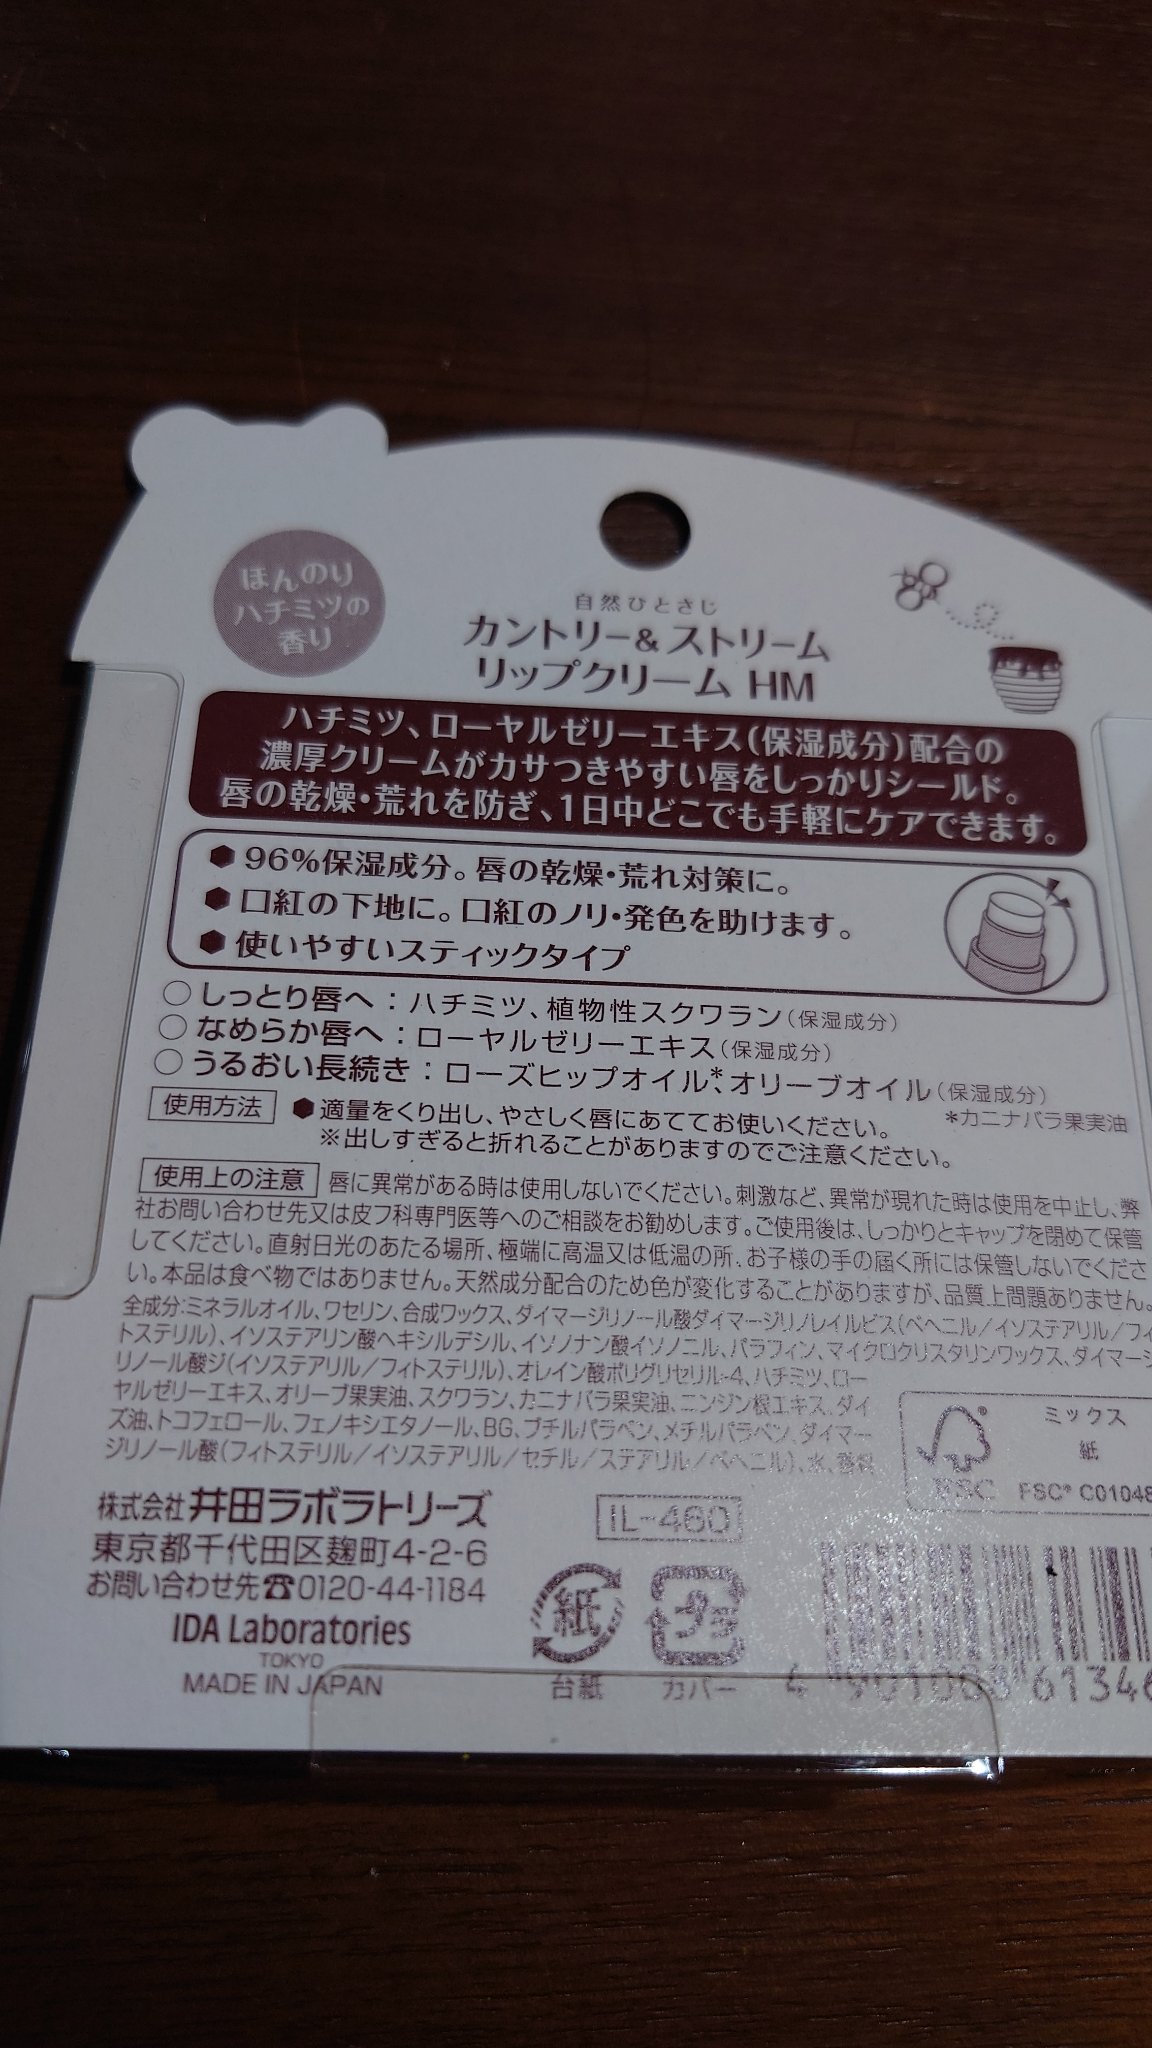 ほんのり
ハチミツの
香り
自然ひとさじ
カントリー&ストリーム
リップクリーム HM
ハチミツ、ローヤルゼリーエキス(保湿成分)配合の
濃厚クリームがカサつきやすい唇をしっかりシールド。
唇の乾燥・荒れを防ぎ、1日中どこでも手軽にケアできます。
96%保湿成分。唇の乾燥・荒れ対策に。
口紅の下地に。口紅のノリ・発色を助けます。
使いやすいスティックタイプ
○しっとり唇へ：ハチミツ、植物性スクワラン(保湿成分)
○なめらか唇へ：ローヤルゼリーエキス(保湿成分)
○うるおい長続き：ローズヒップオイル*、オリーブオイル(保湿成分)
*カニナバラ果実油
使用方法 適量をくり出し、やさしく唇にあててお使いください。
※出しすぎると折れることがありますのでご注意ください。
使用上の注意 唇に異常がある時は使用しないでください。刺激など、異常が現れた時は使用を中止し、弊
社お問い合わせ先又は皮フ科専門医等へのご相談をお勧めします。ご使用後は、しっかりとキャップを閉めて保管
してください。直射日光のあたる場所、極端に高温又は低温の所、お子様の手の届く所には保管しないでくださ
い。本品は食べ物ではありません。天然成分配合のため色が変化することがありますが、品質上問題ありません。
全成分:ミネラルオイル、ワセリン、合成ワックス、ダイマージリノール酸ダイマージリノレイルビス(ベヘニル/イソステアリル/フィ
トステリル)、イソステアリン酸ヘキシルデシル、イソノナン酸イソノニル、パラフィン、マイクロクリスタリンワックス、ダイマージ
リノール酸ジ(イソステアリル/フィトステリル)、オレイン酸ポリグリセリル-4、ハチミツ、ロー
ヤルゼリーエキス、オリーブ果実油、スクワラン、カニナバラ果実油、ニンジン根エキス、ダイ
ズ油、トコフェロール、フェノキシエタノール、BG、ブチルパラベン、メチルパラベン、ダイマー
ジリノール酸(フィトステリル/イソステアリル/セチル/ステアリル/ベヘニル)、水、香料
ミックス
紙
FSC FSC® C01048
株式会社 井田ラボラトリーズ
東京都千代田区麹町4-2-6
お問い合わせ先☎0120-44-1184
IDA Laboratories
TOKYO
MADE IN JAPAN
IL-460
紙
台紙
プラ
カバー
4 901008 61346